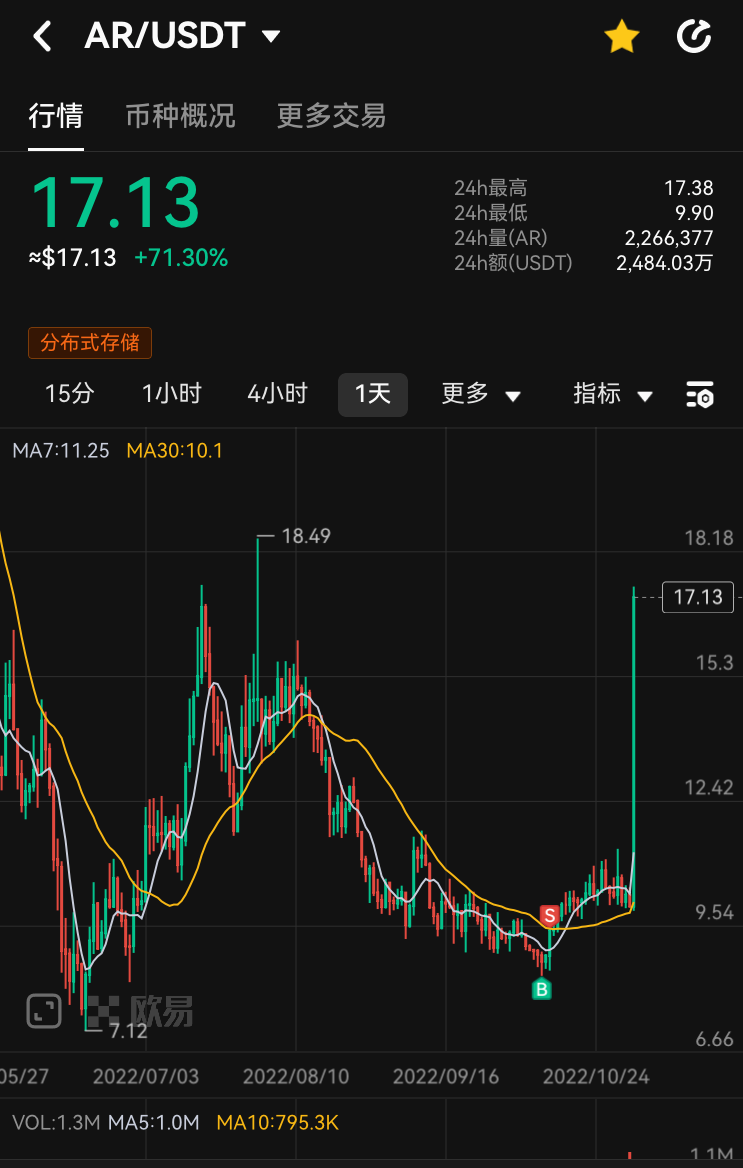 AR/USDT
行情 币种概况 更多交易
17.13
≈$17.13 +71.30%
24h最高 17.38
24h最低 9.90
24h量(AR) 2,266,377
24h额(USDT) 2,484.03万
分布式存储
15分 1小时 4小时 1天 更多 指标
MA7:11.25 MA30:10.1
18.49
18.18
17.13
15.3
12.42
9.54
S
B
欧易
7.12
6.66
05/27 2022/07/03 2022/08/10 2022/09/16 2022/10/24
VOL:1.3M MA5:1.0M MA10:795.3K
1.1M